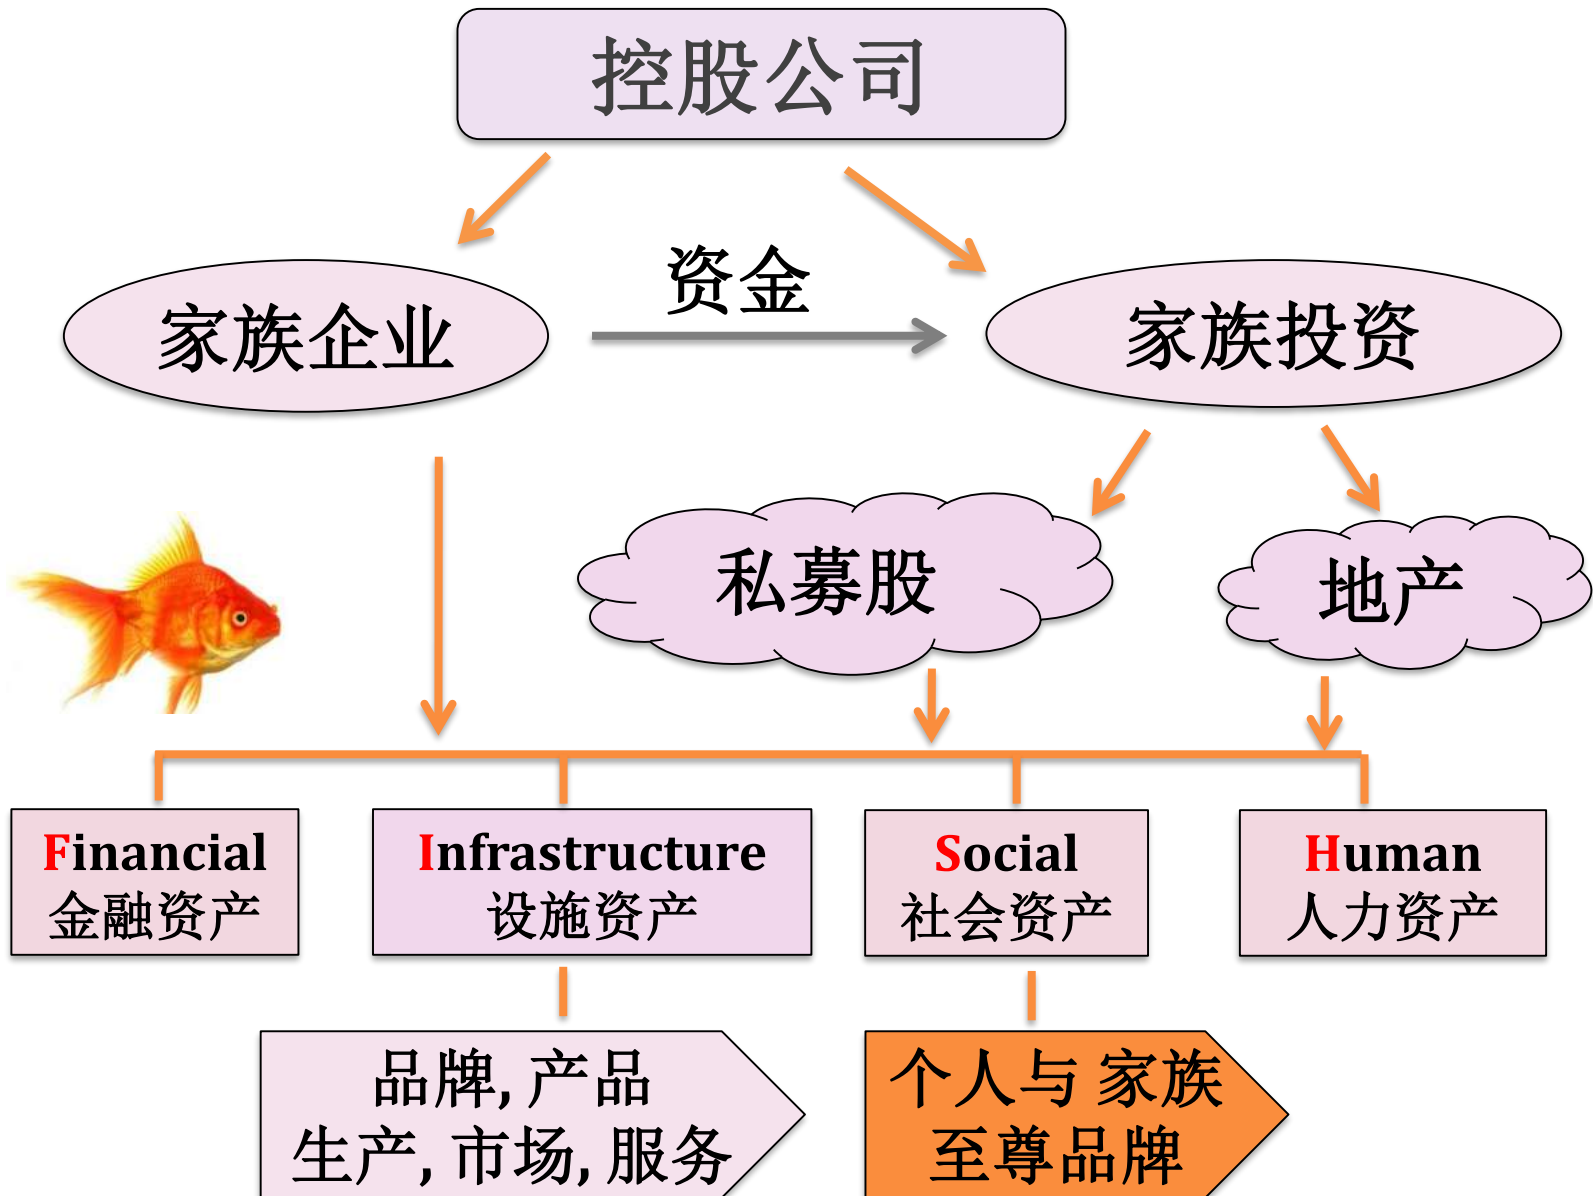 控股公司
资金
家族企业
家族投资
私募股
地产
Financial
金融资产
Infrastructure
设施资产
Social
社会资产
Human
人力资产
品牌, 产品
生产, 市场, 服务
个人与 家族
至尊品牌